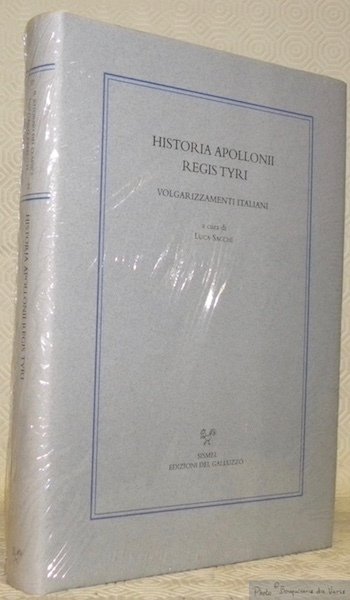 HISTORIA APOLLONII
REGIS TYRI
VOLGARIZZAMENTI ITALIANI
a cura di
LUCA SACCHI
SISMEL
EDIZIONI DEL GALLUZZO
HISTORIA APOLLONII REGIS TYRI
Photo © Bouquinerie du Varis